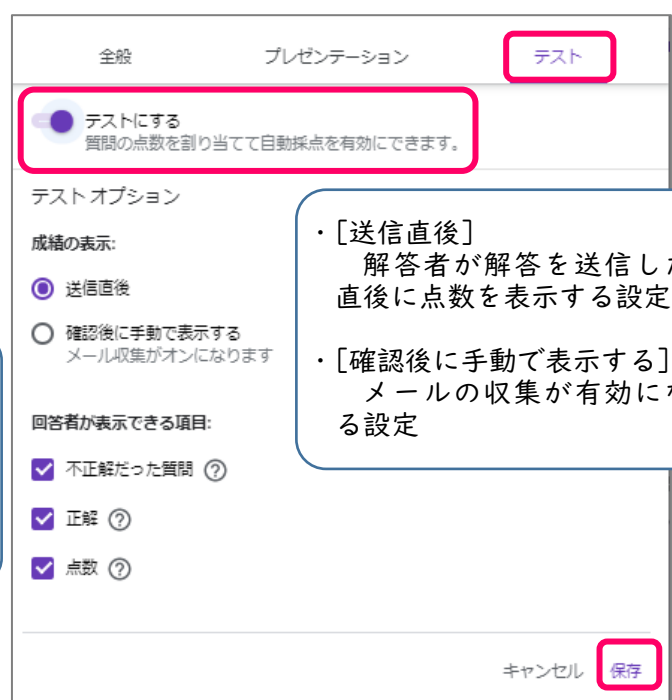 全般 プレゼンテーション テスト
テストにする
質問の点数を割り当てて自動採点を有効にできます。
テスト オプション
成績の表示:
送信直後
確認後に手動で表示する
メール収集がオンになります
・[送信直後]
解答者が解答を送信し
直後に点数を表示する設定
・[確認後に手動で表示する]
メールの収集が有効に
る設定
回答者が表示できる項目:
不正解だった質問 ?
正解 ?
点数 ?
キャンセル 保存